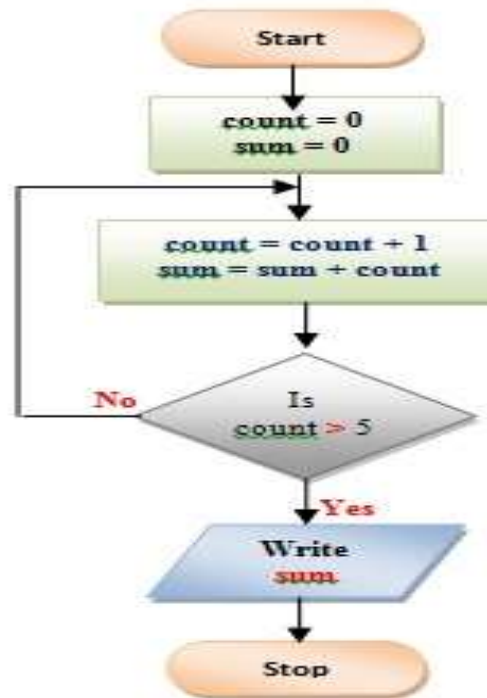 Start
count = 0
sum = 0
count = count + 1
sum = sum + count
Is
count > 5
No
Yes
Write
sum
Stop